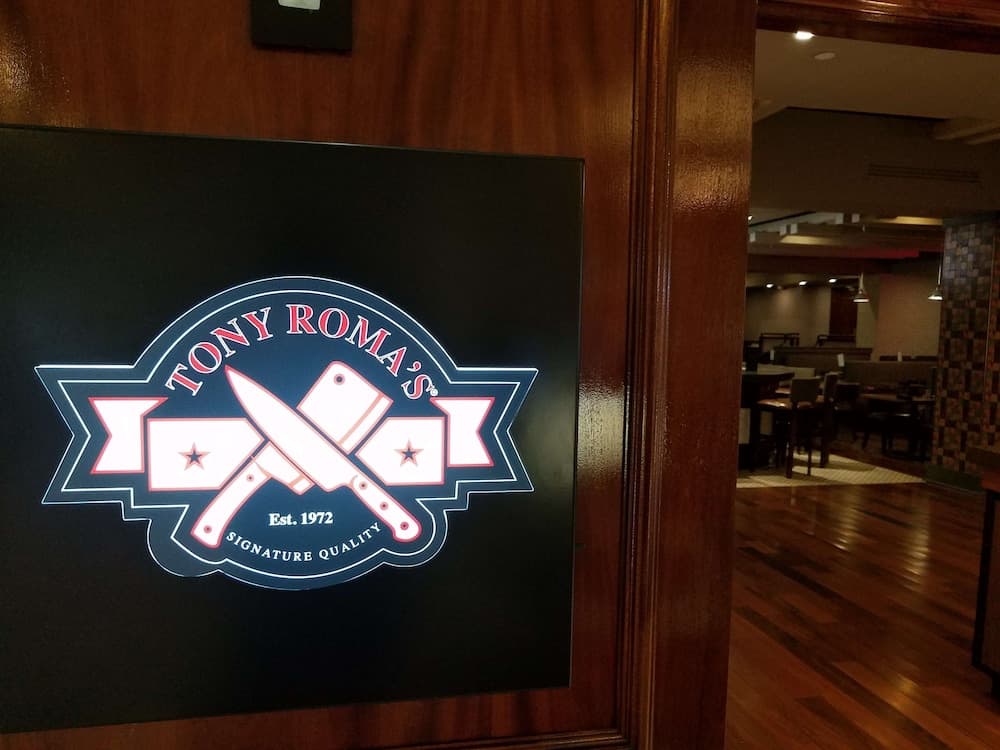 TONY ROMA'S®
Est. 1972
SIGNATURE QUALITY